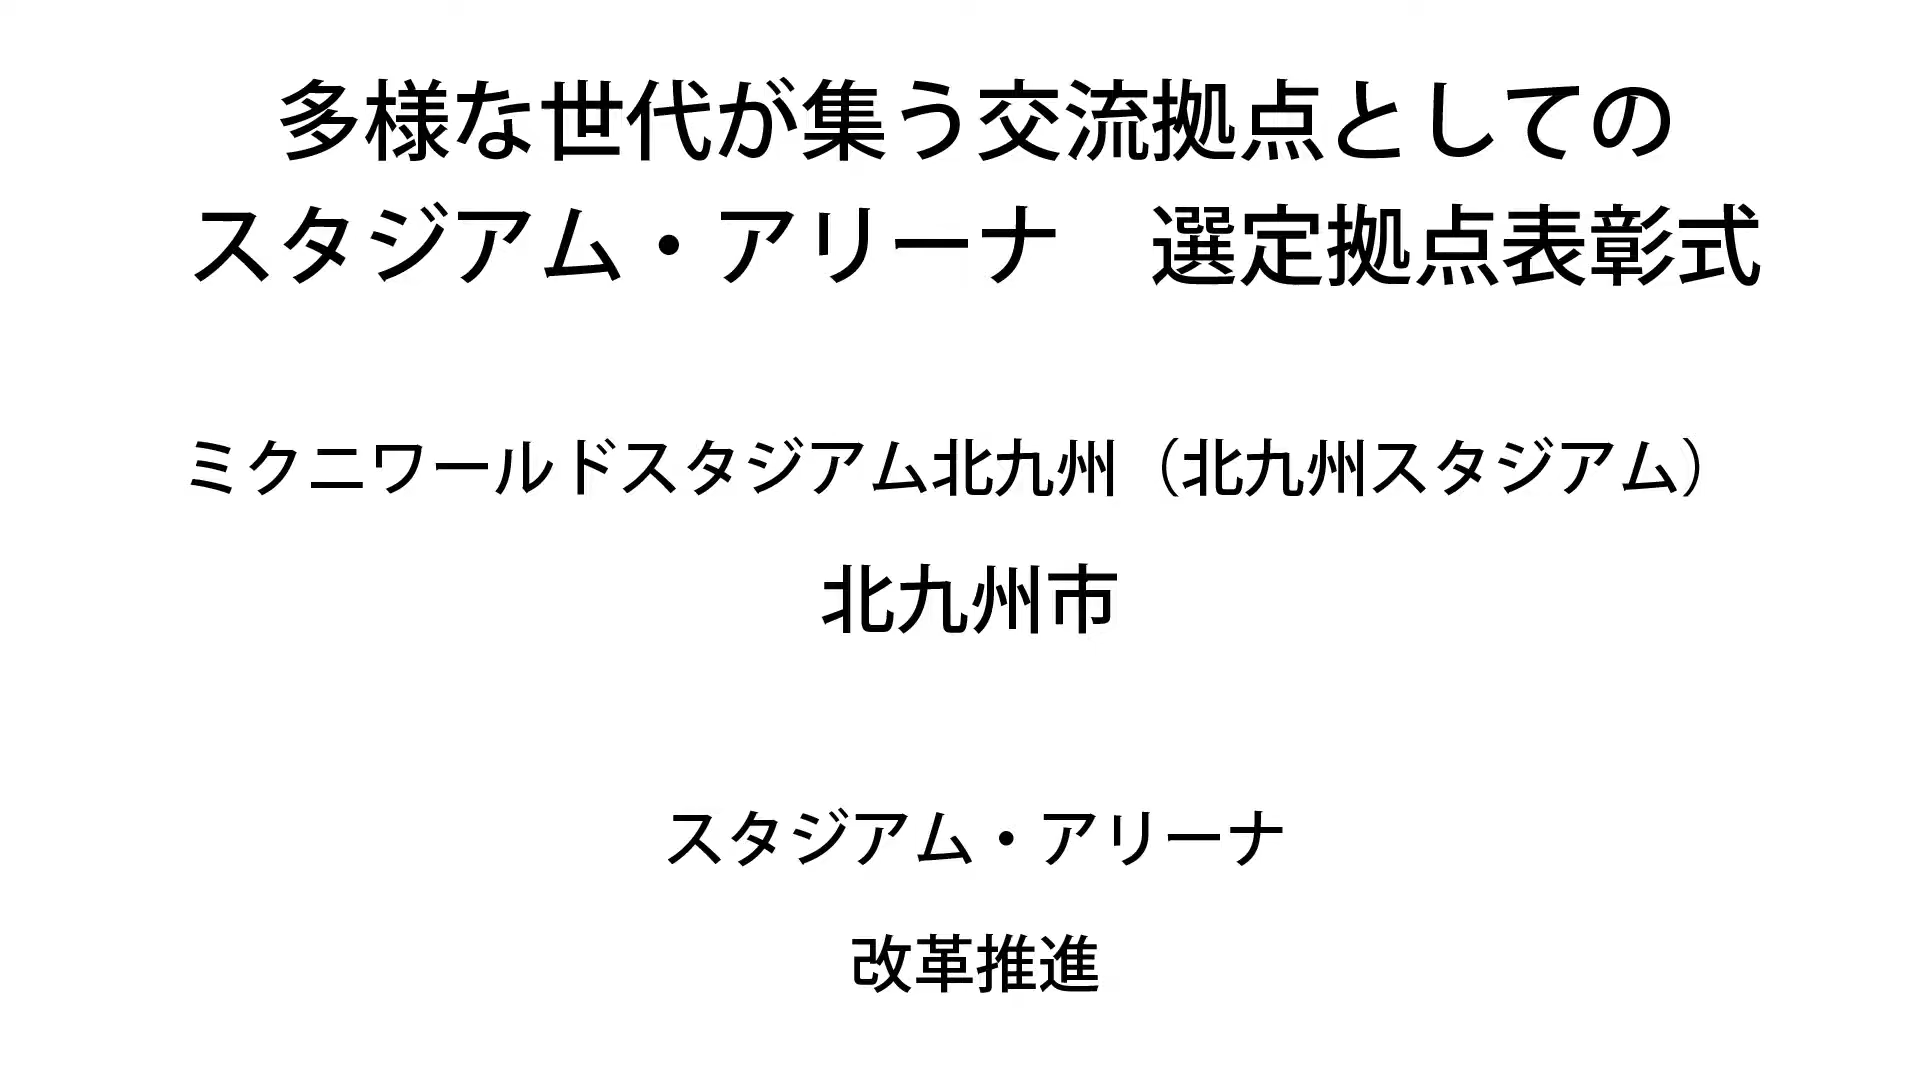 多様な世代が集う交流拠点としての
スタジアム・アリーナ　選定拠点表彰式
ミクニワールドスタジアム北九州（北九州スタジアム）
北九州市
スタジアム・アリーナ
改革推進